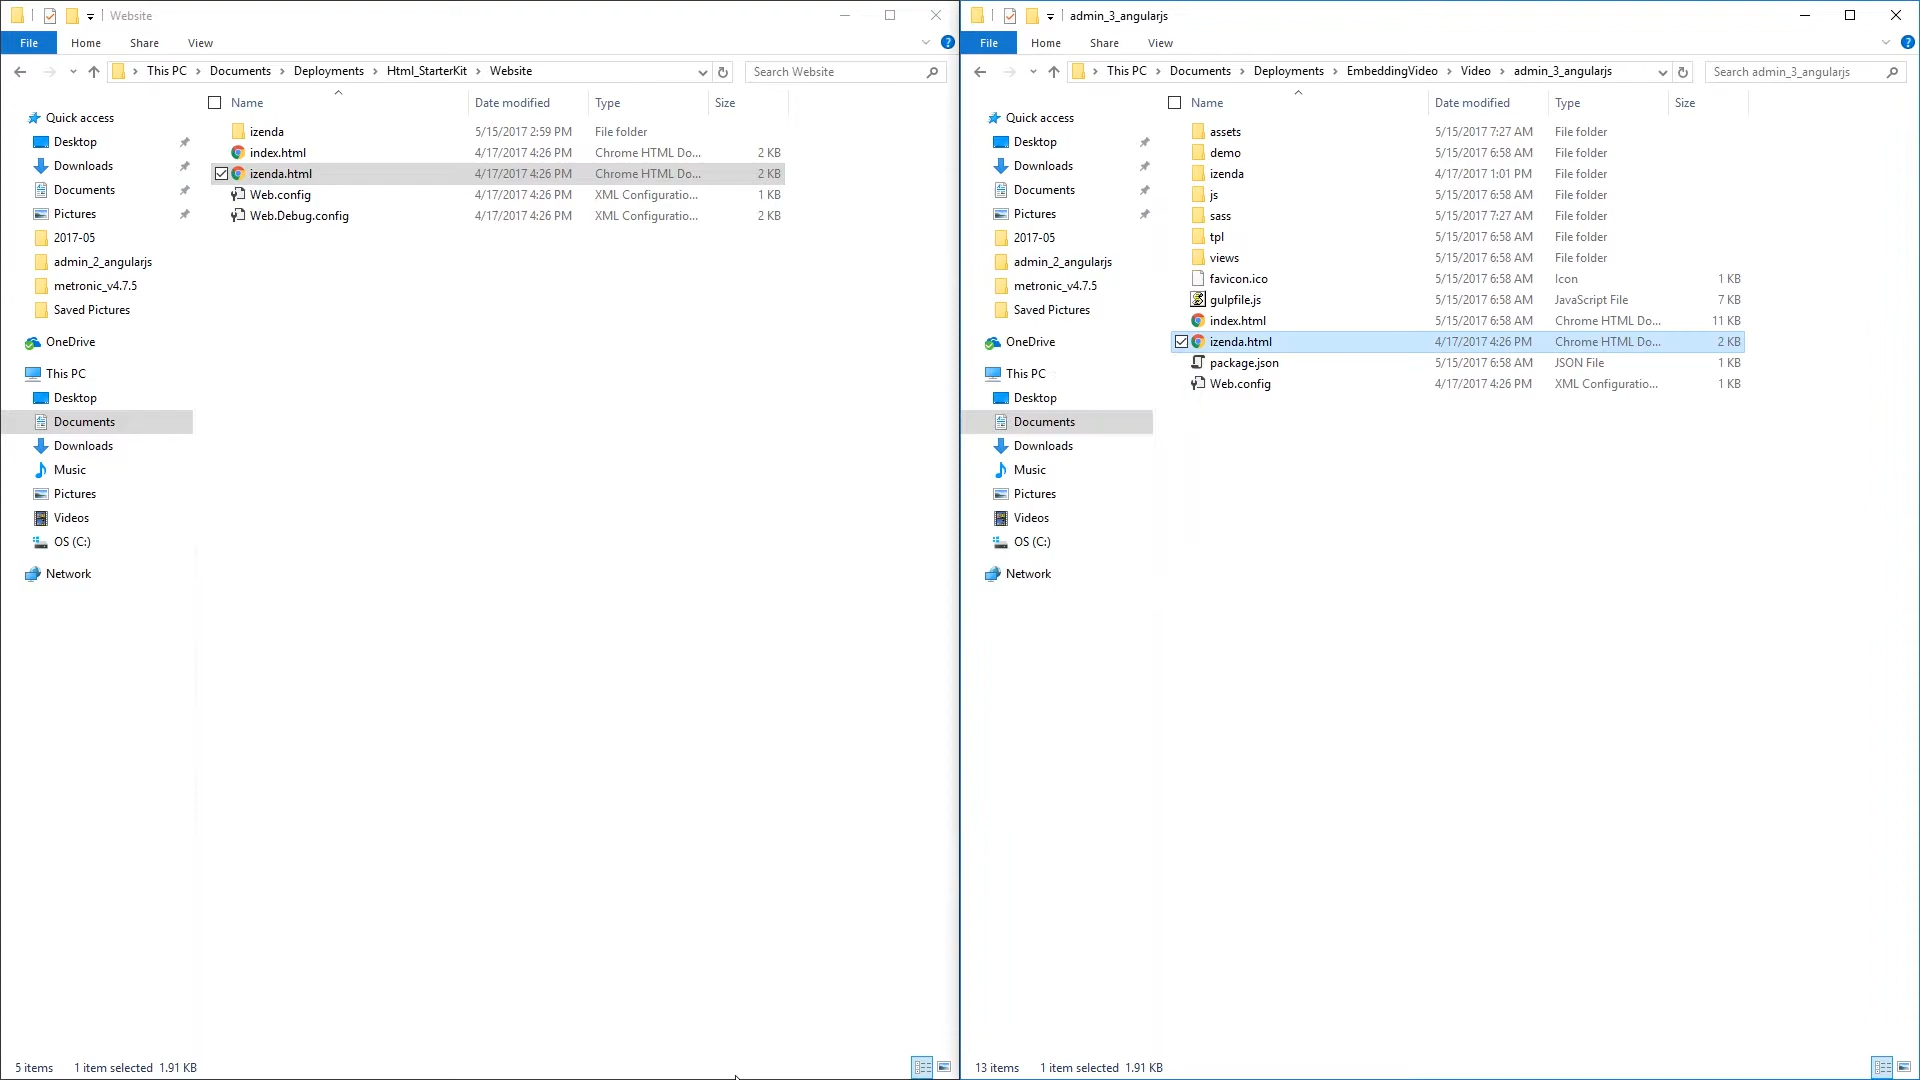 Website
File Home Share View
This PC Documents Deployments Html_StarterKit Website
Search Website
Name Date modified Type Size
Quick access
Desktop
Downloads
Documents
Pictures
2017-05
admin_2_angularjs
metronic_v4.7.5
Saved Pictures
OneDrive
This PC
Desktop
Documents
Downloads
Music
Pictures
Videos
OS (C:)
Network
izenda 5/15/2017 2:59 PM File folder
index.html 4/17/2017 4:26 PM Chrome HTML Do... 2 KB
izenda.html 4/17/2017 4:26 PM Chrome HTML Do... 2 KB
Web.config 4/17/2017 4:26 PM XML Configuratio... 1 KB
Web.Debug.config 4/17/2017 4:26 PM XML Configuratio... 2 KB
5 items 1 item selected 1.91 KB
admin_3_angularjs
File Home Share View
This PC Documents Deployments EmbeddingVideo Video admin_3_angularjs
Search admin_3_angularjs
Name Date modified Type Size
Quick access
Desktop
Downloads
Documents
Pictures
2017-05
admin_2_angularjs
metronic_v4.7.5
Saved Pictures
OneDrive
This PC
Desktop
Documents
Downloads
Music
Pictures
Videos
OS (C:)
Network
assets 5/15/2017 7:27 AM File folder
demo 5/15/2017 6:58 AM File folder
izenda 4/17/2017 1:01 PM File folder
js 5/15/2017 6:58 AM File folder
sass 5/15/2017 7:27 AM File folder
tpl 5/15/2017 6:58 AM File folder
views 5/15/2017 6:58 AM File folder
favicon.ico 5/15/2017 6:58 AM Icon 1 KB
gulpfile.js 5/15/2017 6:58 AM JavaScript File 7 KB
index.html 5/15/2017 6:58 AM Chrome HTML Do... 11 KB
izenda.html 4/17/2017 4:26 PM Chrome HTML Do... 2 KB
package.json 5/15/2017 6:58 AM JSON File 1 KB
Web.config 4/17/2017 4:26 PM XML Configuratio... 1 KB
13 items 1 item selected 1.91 KB